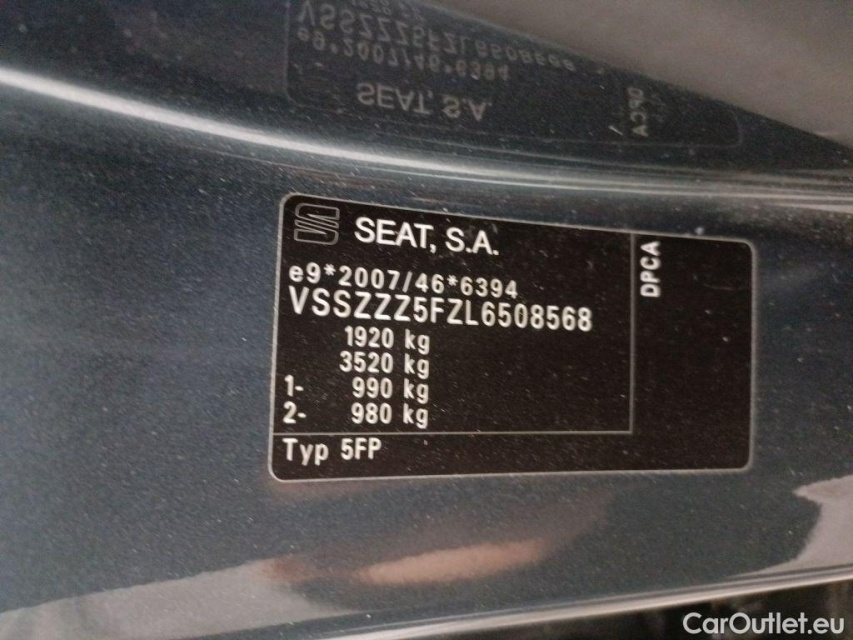 SEAT, S.A.
e9*2007/46*6394
VSSZZZ5FZL6508568
1920 kg
3520 kg
1- 990 kg
2- 980 kg
Typ 5FP
DPCA
CarOutlet.eu